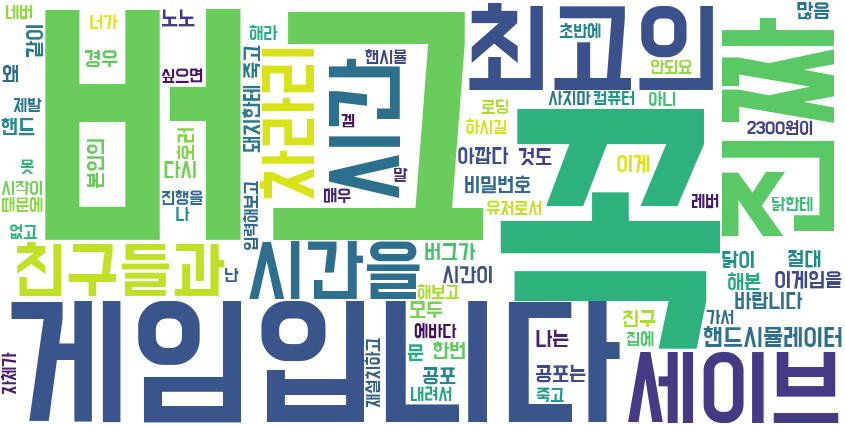 네버
같이
너가
노노
해라
최고의
초반에
많음
왜
경우
버그
싶으면
돼지한테 죽고
차라리
사고
핸시뮬
안되요
제발
핸드
사지마 컴퓨터
아니
로딩
하시길
2300원이
호러
겜
못
본인의
다시
아깝다
것도
꼭
이게
말
비밀번호
시작이
때문에
진행을
나
매우
유저로서
레버
닭한테
없고
입력해보고
친구들과
난
시간을
버그가
시간이
닭이
절대
해본
이게임을
해보고
바랍니다
게임입니다
모두
에바다
친구
가서
나는
집에
핸드시뮬레이터
문
한번
자체가
재설치하고
공포
공포는
내려서
죽고
세이브